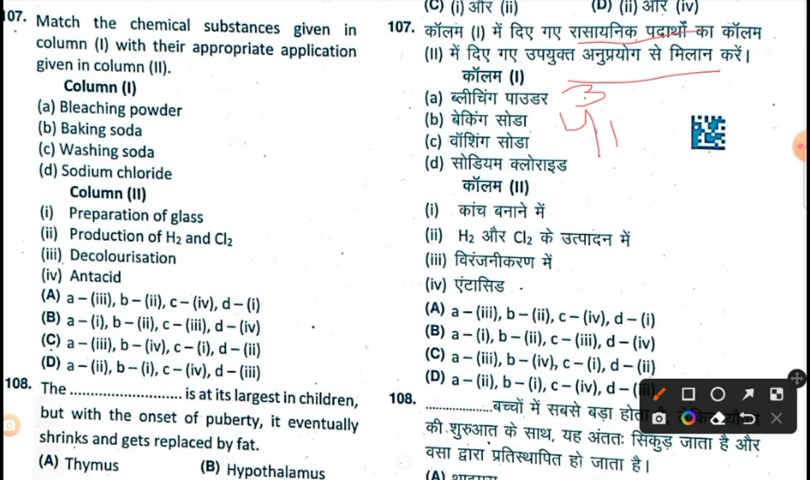 107. Match the chemical substances given in
column (I) with their appropriate application
given in column (II).
Column (I)
(a) Bleaching powder
(b) Baking soda
(c) Washing soda
(d) Sodium chloride
Column (II)
(i) Preparation of glass
(ii) Production of H₂ and Cl₂
(iii) Decolourisation
(iv) Antacid
(A) a – (iii), b – (ii), c – (iv), d – (i)
(B) a – (i), b – (ii), c – (iii), d – (iv)
(C) a – (iii), b – (iv), c – (i), d – (ii)
(D) a – (ii), b – (i), c – (iv), d – (iii)
108. The ............................ is at its largest in children,
but with the onset of puberty, it eventually
shrinks and gets replaced by fat.
(A) Thymus (B) Hypothalamus
(C) (i) और (ii) (D) (ii) और (iv)
107. कॉलम (I) में दिए गए रासायनिक पदार्थों का कॉलम
(II) में दिए गए उपयुक्त अनुप्रयोग से मिलान करें।
कॉलम (I)
(a) ब्लीचिंग पाउडर 3
(b) बेकिंग सोडा 4 1
(c) वॉशिंग सोडा
(d) सोडियम क्लोराइड
कॉलम (II)
(i) कांच बनाने में
(ii) H₂ और Cl₂ के उत्पादन में
(iii) विरंजनीकरण में
(iv) एंटासिड
(A) a – (iii), b – (ii), c – (iv), d – (i)
(B) a – (i), b – (ii), c – (iii), d – (iv)
(C) a – (iii), b – (iv), c – (i), d – (ii)
(D) a – (ii), b – (i), c – (iv), d –
108. ................बच्चों में सबसे बड़ा होता
की शुरुआत के साथ, यह अंततः सिकुड़ जाता है और
वसा द्वारा प्रतिस्थापित हो जाता है।
(A) थाइमस